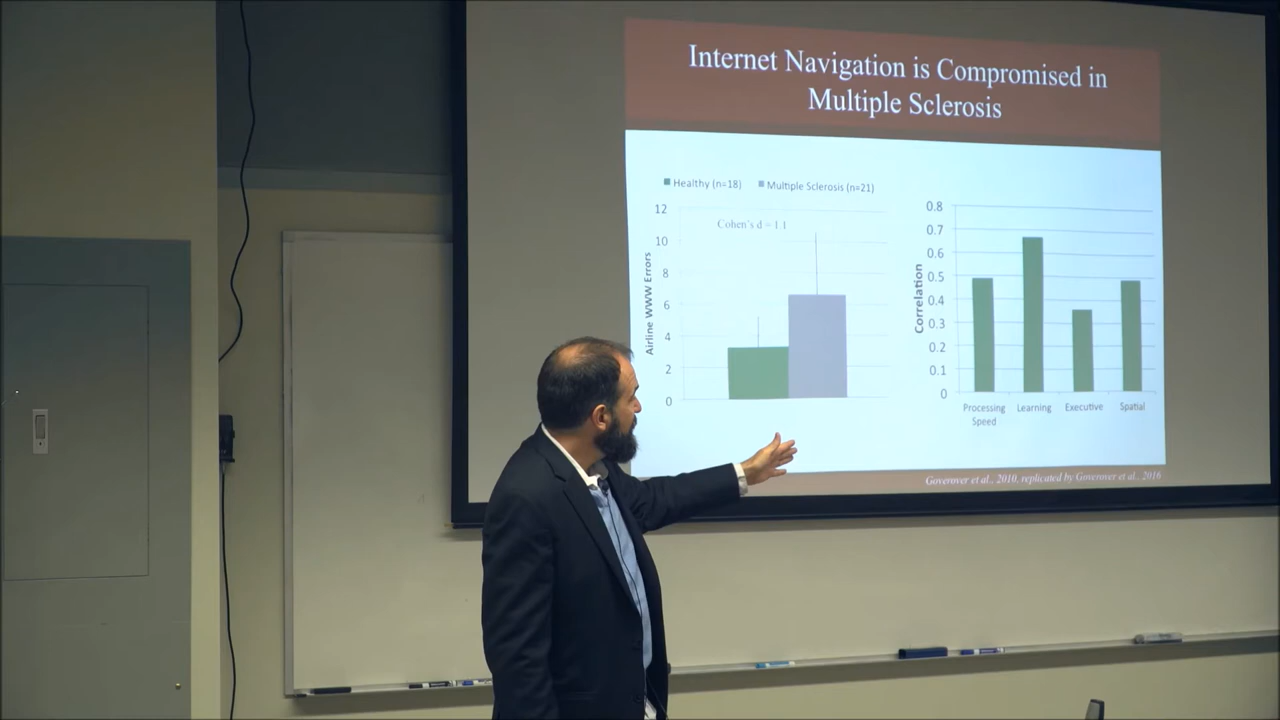 Internet Navigation is Compromised in
Multiple Sclerosis
Healthy (n=18) Multiple Sclerosis (n=21)
Cohen's d = 1.1
12
10
8
6
4
2
0
Airline WWW Errors
0.8
0.7
0.6
0.5
0.4
0.3
0.2
0.1
0
Correlation
Processing Learning Executive Spatial
Speed
Goverover et al., 2010, replicated by Goverover et al., 2016